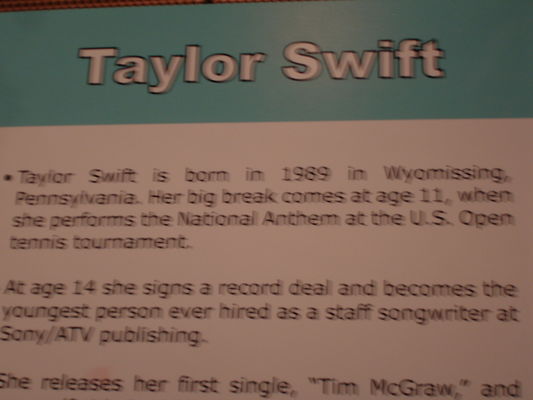 Taylor Swift
• Taylor Swift is born in 1989 in Wyomissing,
Pennsylvania. Her big break comes at age 11, when
she performs the National Anthem at the U.S. Open
tennis tournament.
At age 14 she signs a record deal and becomes the
youngest person ever hired as a staff songwriter at
Sony/ATV publishing.
She releases her first single, “Tim McGraw,” and